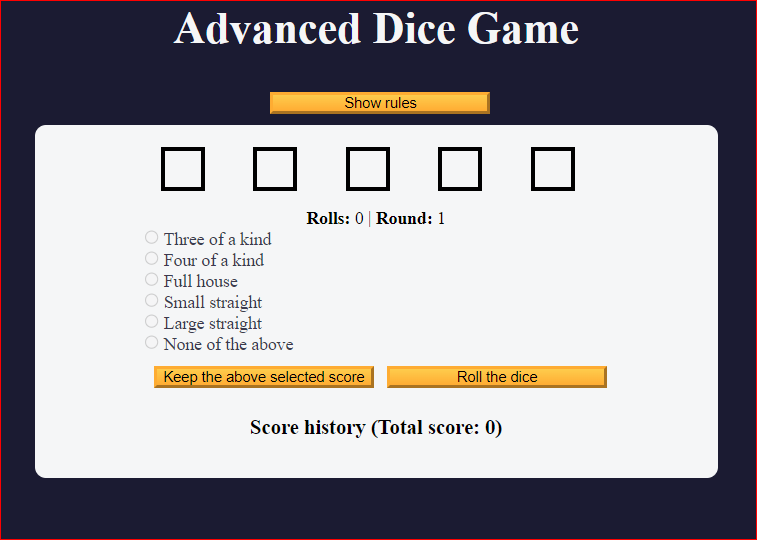 Advanced Dice Game
Show rules
Rolls: 0 | Round: 1
Three of a kind
Four of a kind
Full house
Small straight
Large straight
None of the above
Keep the above selected score
Roll the dice
Score history (Total score: 0)